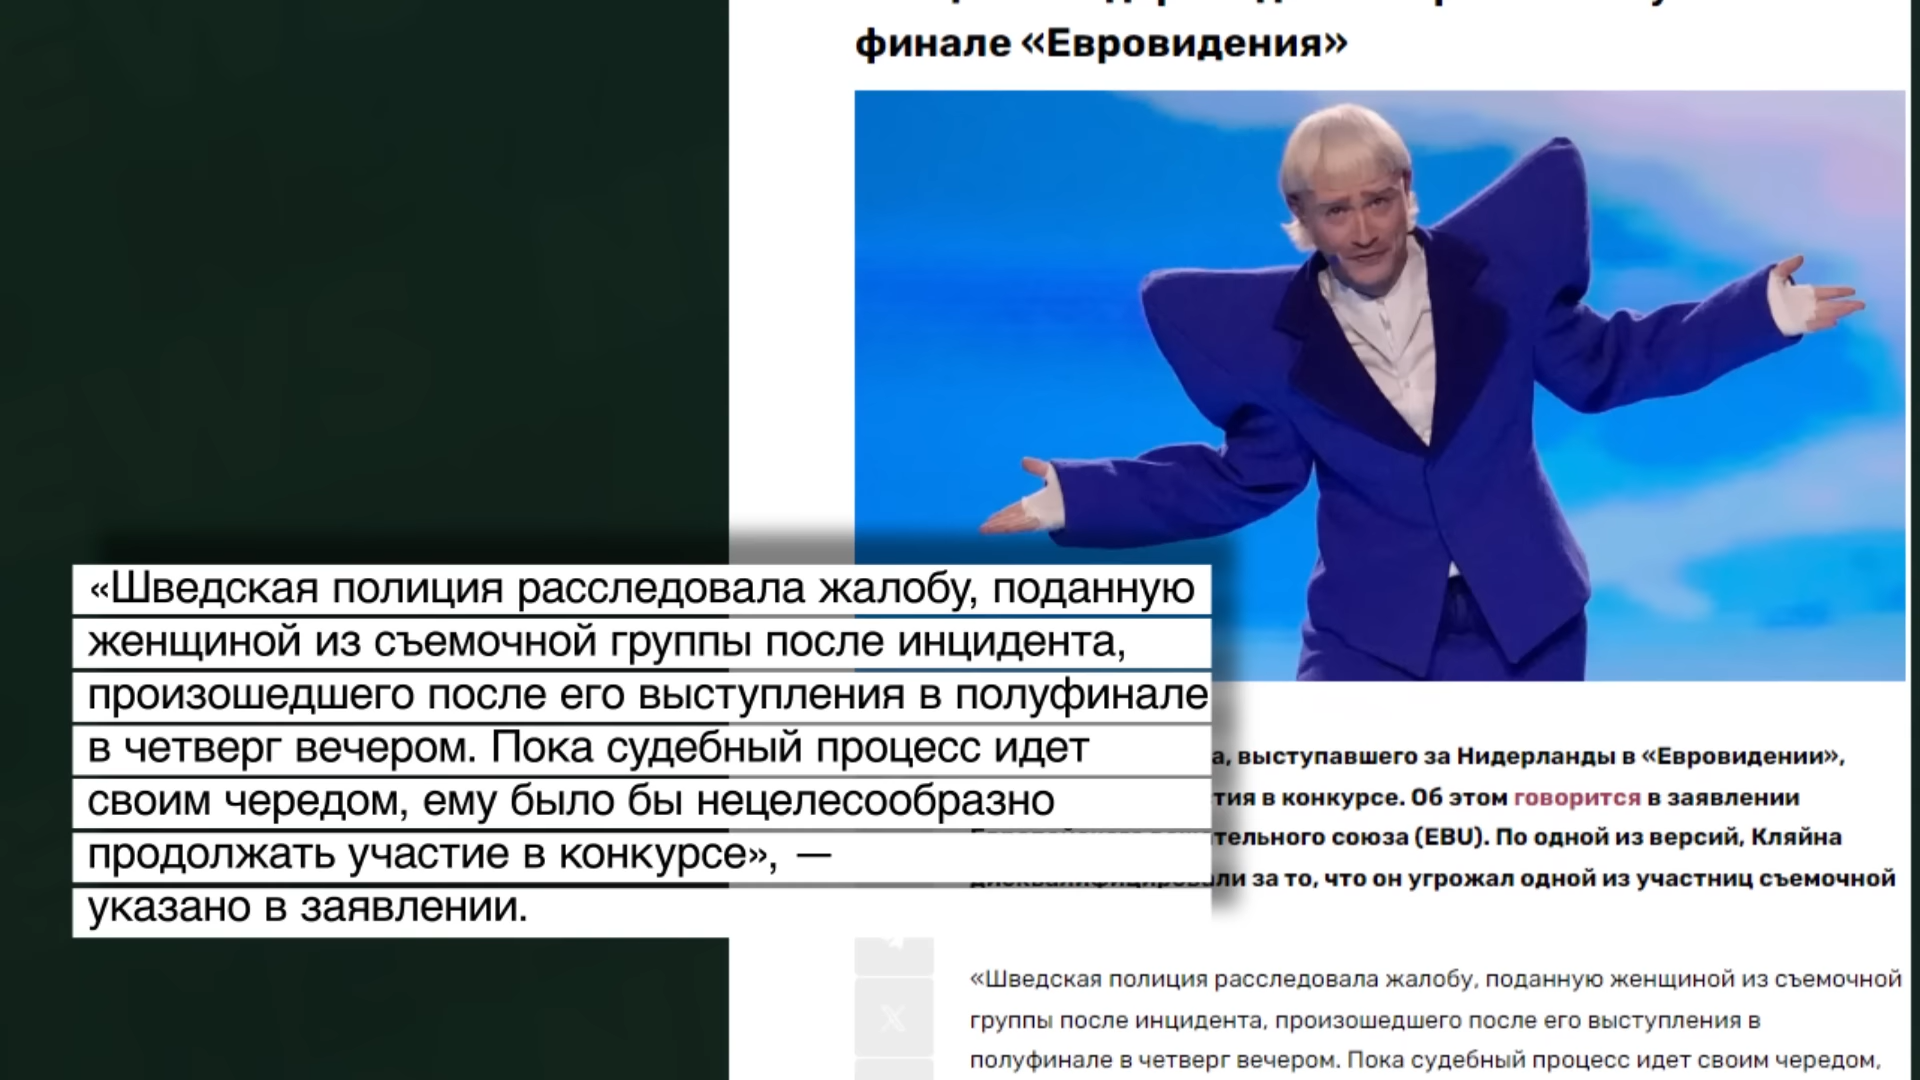 финале «Евровидения»
«Шведская полиция расследовала жалобу, поданную
женщиной из съемочной группы после инцидента,
произошедшего после его выступления в полуфинале
в четверг вечером. Пока судебный процесс идет
своим чередом, ему было бы нецелесообразно
продолжать участие в конкурсе», —
указано в заявлении.
выступавшего за Нидерланды в «Евровидении»,
в конкурсе. Об этом говорится в заявлении
союза (EBU). По одной из версий, Кляйна
за то, что он угрожал одной из участниц съемочной
«Шведская полиция расследовала жалобу, поданную женщиной из съемочной
группы после инцидента, произошедшего после его выступления в
полуфинале в четверг вечером. Пока судебный процесс идет своим чередом,